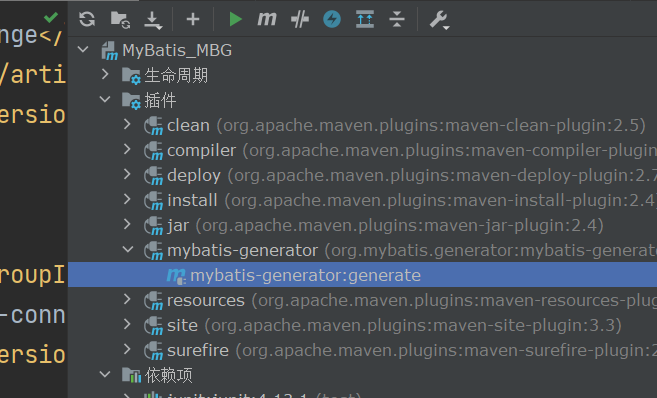 MyBatis_MBG
nge</
生命周期
/arti
插件
ersio
clean (org.apache.maven.plugins:maven-clean-plugin:2.5)
compiler (org.apache.maven.plugins:maven-compiler-plugin
deploy (org.apache.maven.plugins:maven-deploy-plugin:2.7
install (org.apache.maven.plugins:maven-install-plugin:2.4
jar (org.apache.maven.plugins:maven-jar-plugin:2.4)
mybatis-generator (org.mybatis.generator:mybatis-generat
roupI
mybatis-generator:generate
-conn
resources (org.apache.maven.plugins:maven-resources-plug
site (org.apache.maven.plugins:maven-site-plugin:3.3)
ersio
surefire (org.apache.maven.plugins:maven-surefire-plugin:2
依赖项